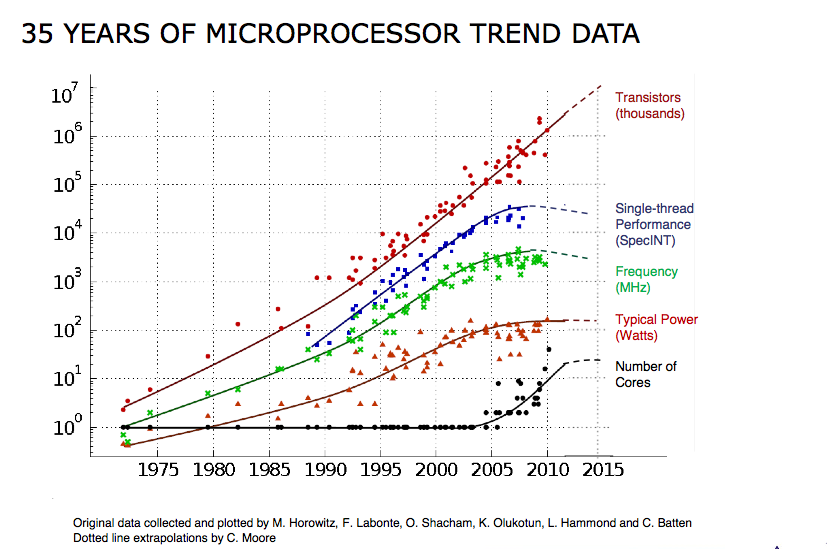 35 YEARS OF MICROPROCESSOR TREND DATA
10^7
10^6
10^5
10^4
10^3
10^2
10^1
10^0
Transistors
(thousands)
Single-thread
Performance
(SpecINT)
Frequency
(MHz)
Typical Power
(Watts)
Number of
Cores
1975 1980 1985 1990 1995 2000 2005 2010 2015
Original data collected and plotted by M. Horowitz, F. Labonte, O. Shacham, K. Olukotun, L. Hammond and C. Batten
Dotted line extrapolations by C. Moore